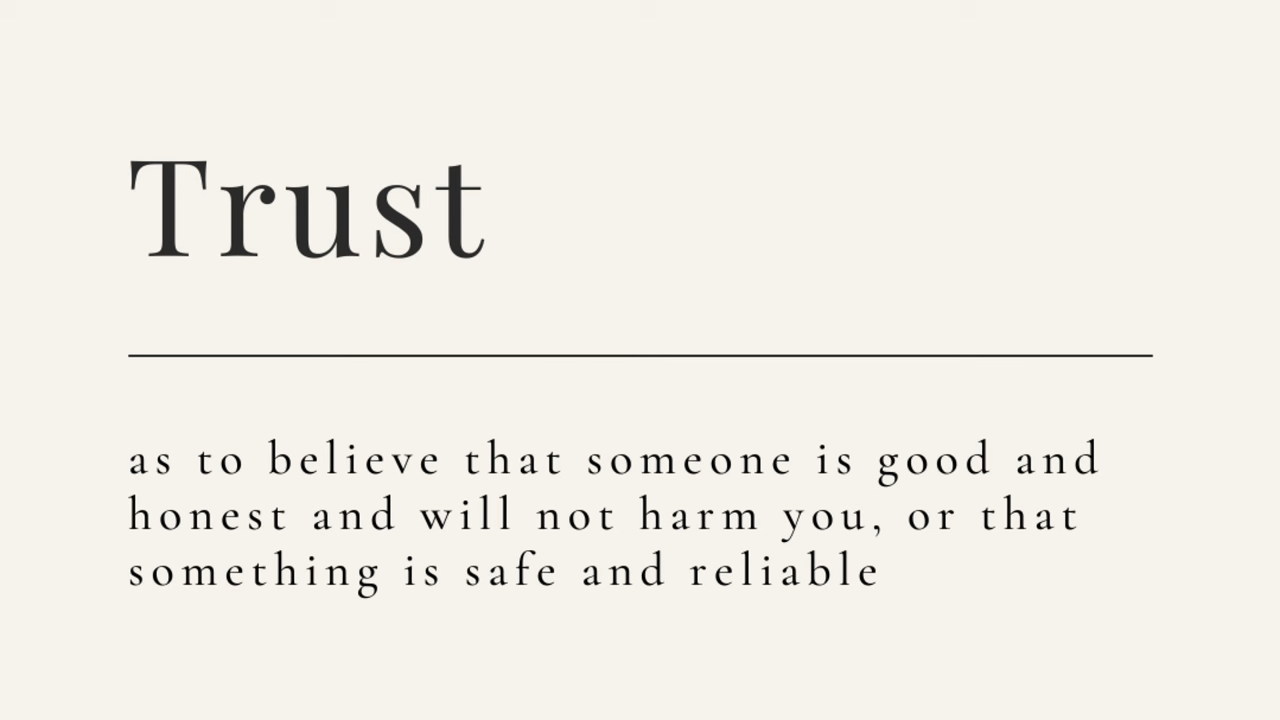 Trust
as to believe that someone is good and
honest and will not harm you, or that
something is safe and reliable